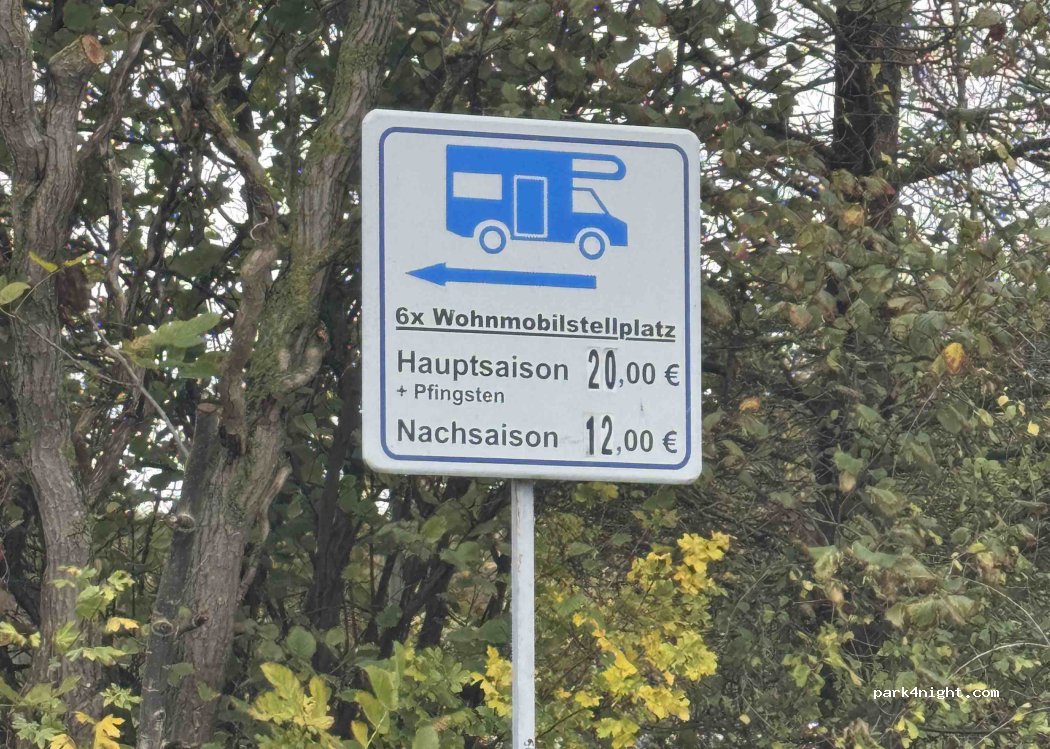 6x Wohnmobilstellplatz
Hauptsaison 20,00 €
+ Pfingsten
Nachsaison 12,00 €
park4night.com